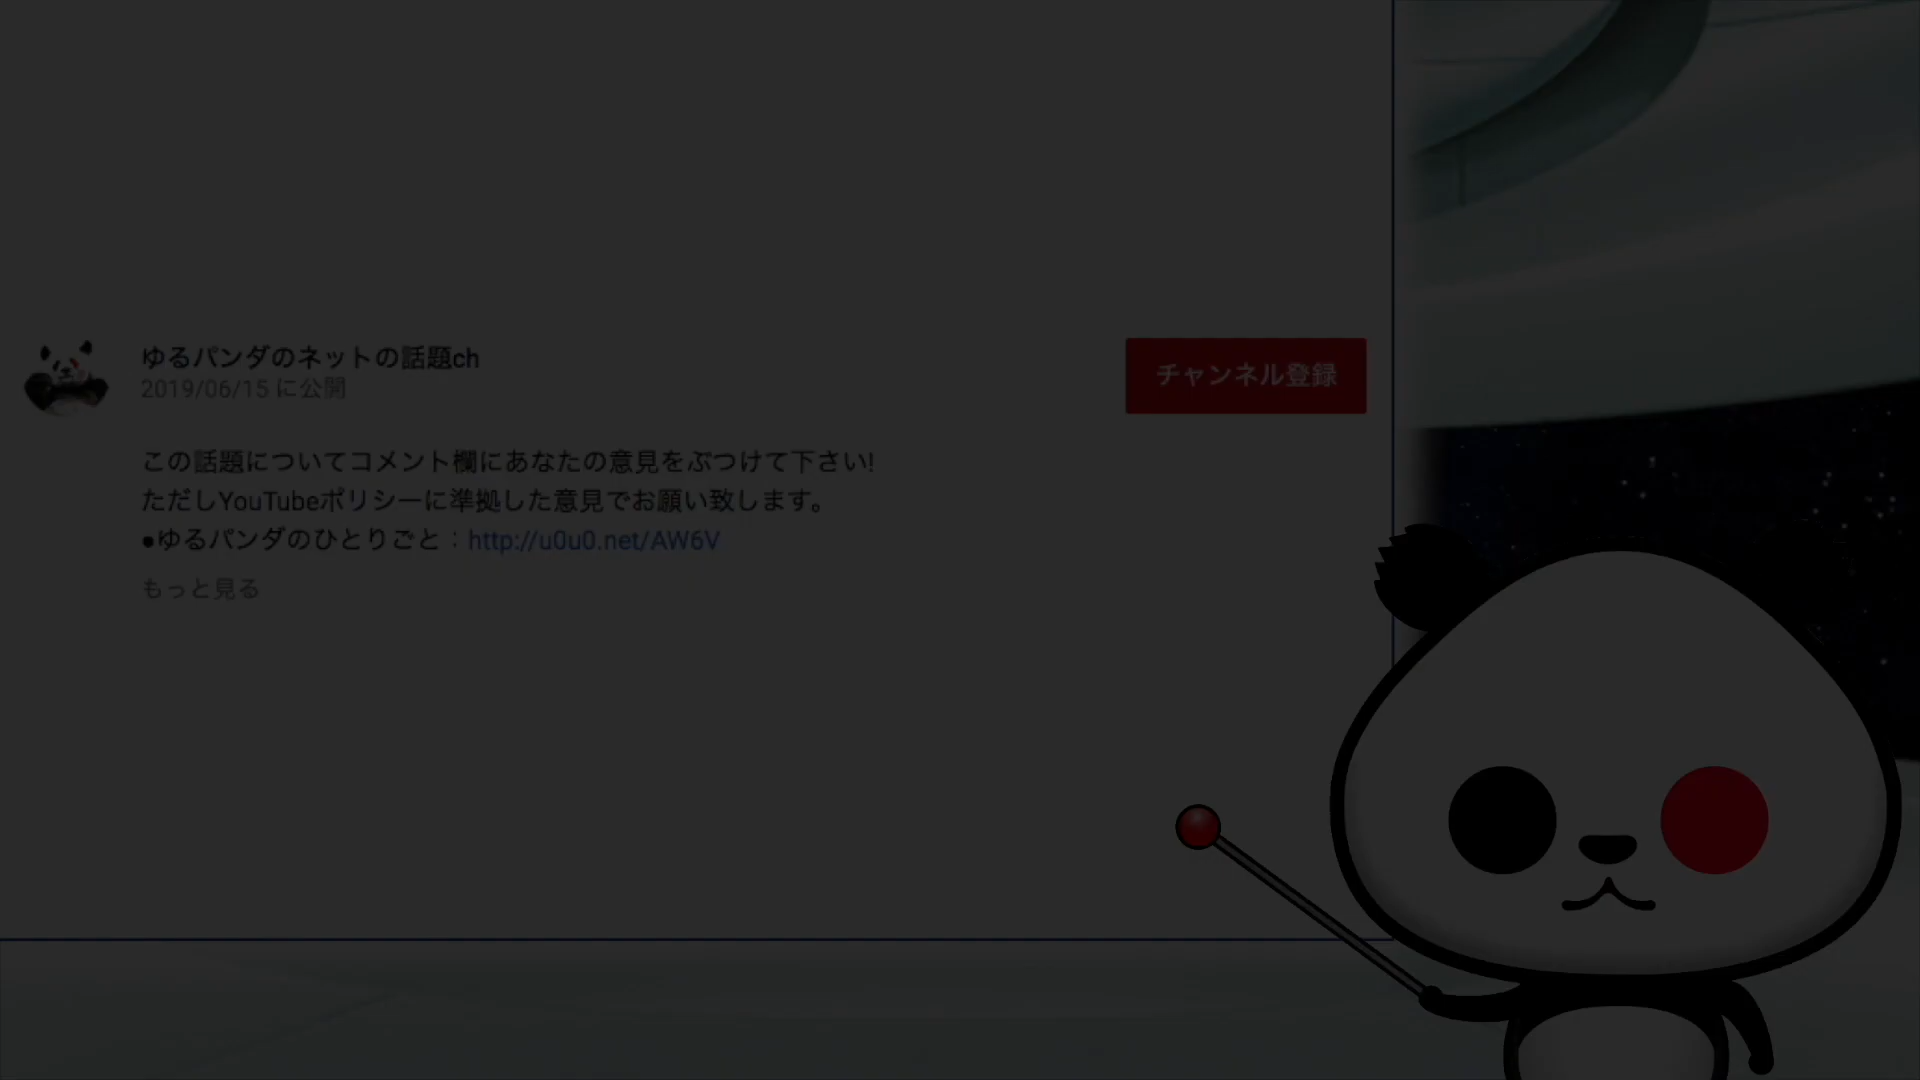 ゆるパンダのネットの話題ch
2019/06/15 に公開
チャンネル登録
この話題についてコメント欄にあなたの意見をぶつけて下さい!
ただしYouTubeポリシーに準拠した意見でお願い致します。
●ゆるパンダのひとりごと：http://u0u0.net/AW6V
もっと見る